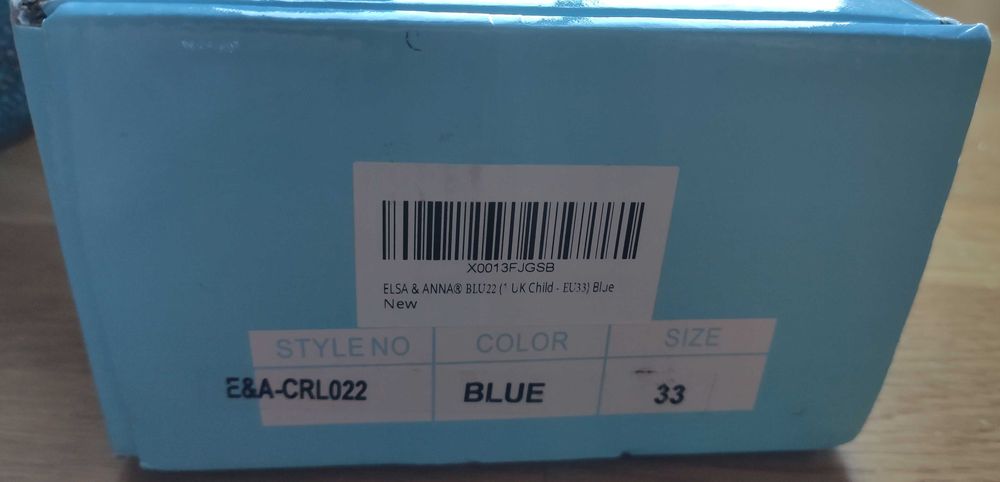 X0013FJGSB
ELSA & ANNA® BLU22 (1 UK Child - EU33) Blue
New
STYLE NO COLOR SIZE
E&A-CRL022 BLUE 33